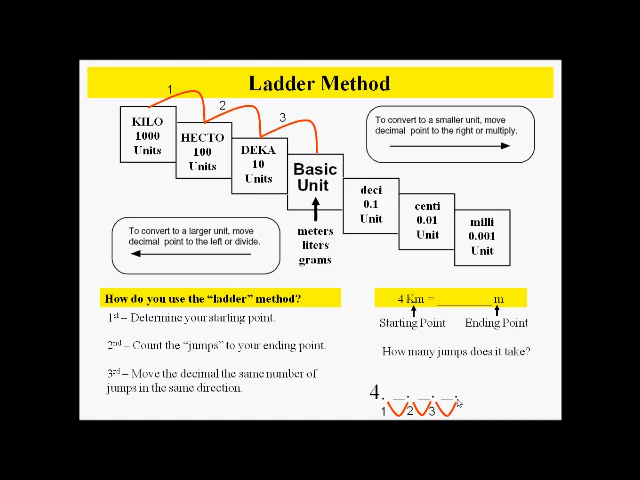 Ladder Method
1
2
3
KILO
1000
Units
HECTO
100
Units
DEKA
10
Units
Basic
Unit
deci
0.1
Unit
centi
0.01
Unit
milli
0.001
Unit
meters
liters
grams
To convert to a smaller unit, move
decimal point to the right or multiply.
To convert to a larger unit, move
decimal point to the left or divide.
How do you use the “ladder” method?
1st – Determine your starting point.
2nd – Count the “jumps” to your ending point.
3rd – Move the decimal the same number of
jumps in the same direction.
4 Km = _________ m
Starting Point Ending Point
How many jumps does it take?
4. _. _. _.
1 2 3